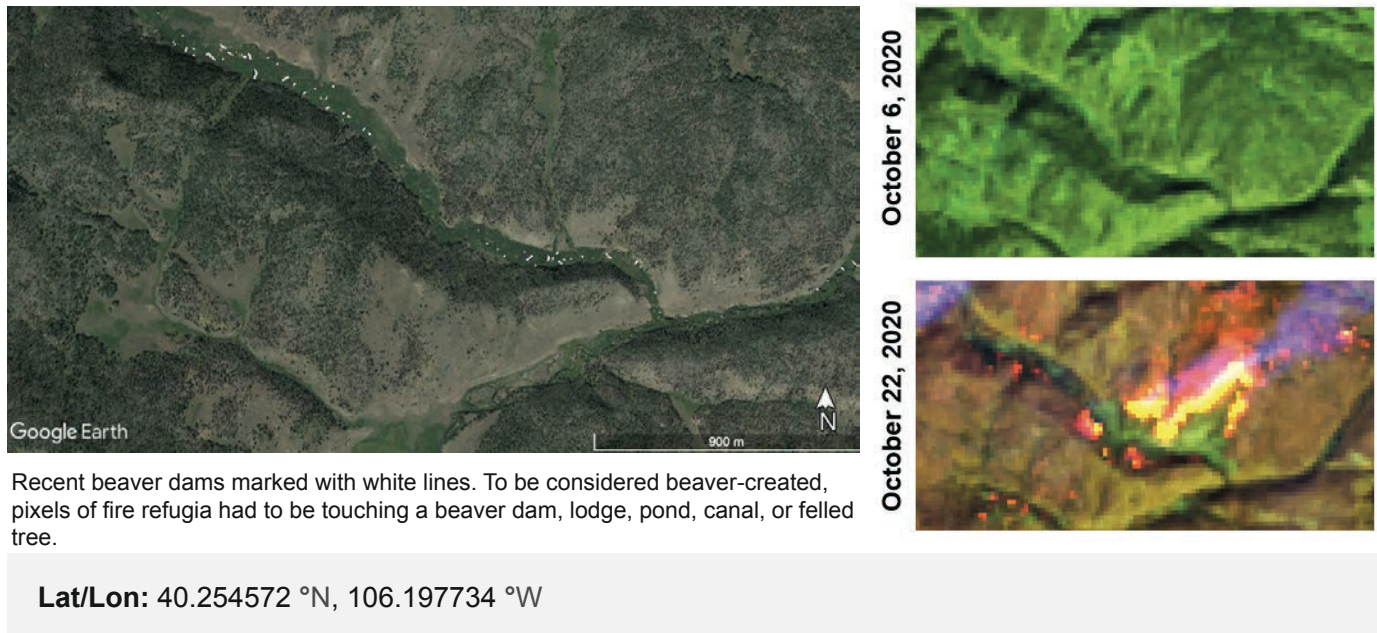 October 6, 2020
October 22, 2020
Google Earth
N
900 m
Recent beaver dams marked with white lines. To be considered beaver-created,
pixels of fire refugia had to be touching a beaver dam, lodge, pond, canal, or felled
tree.
Lat/Lon: 40.254572 °N, 106.197734 °W